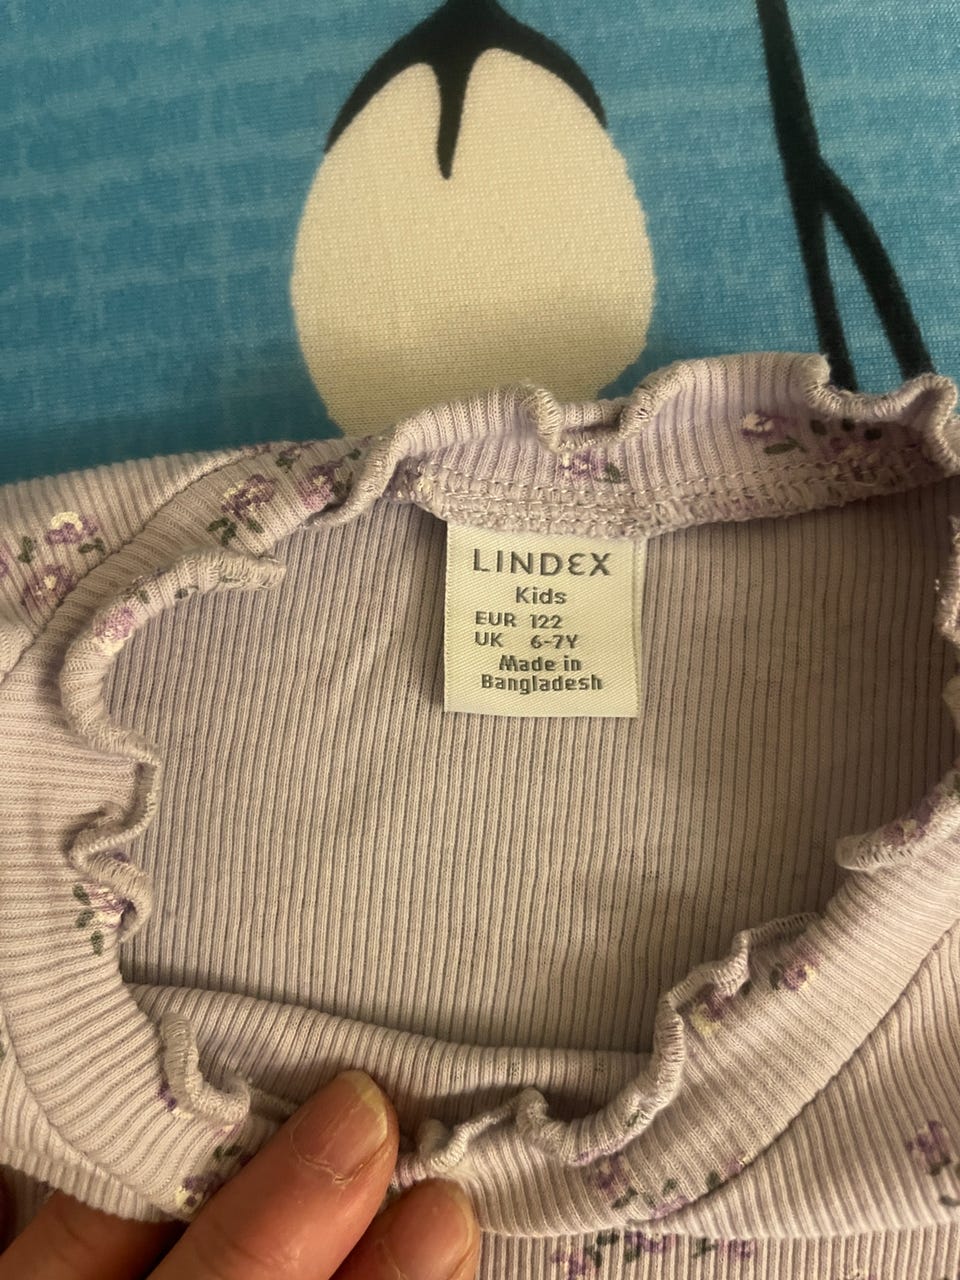 LINDEX
Kids
EUR 122
UK 6-7Y
Made in
Bangladesh